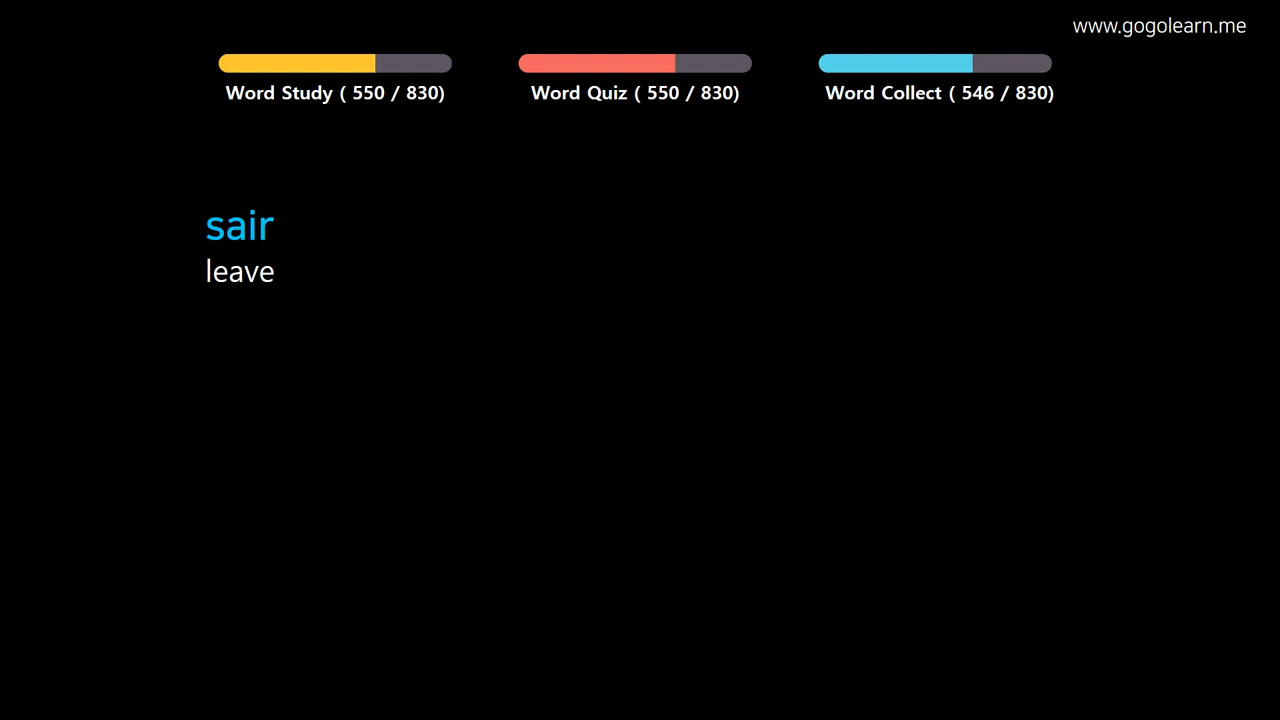 www.gogolearn.me
Word Study ( 550 / 830)
Word Quiz ( 550 / 830)
Word Collect ( 546 / 830)
sair
leave